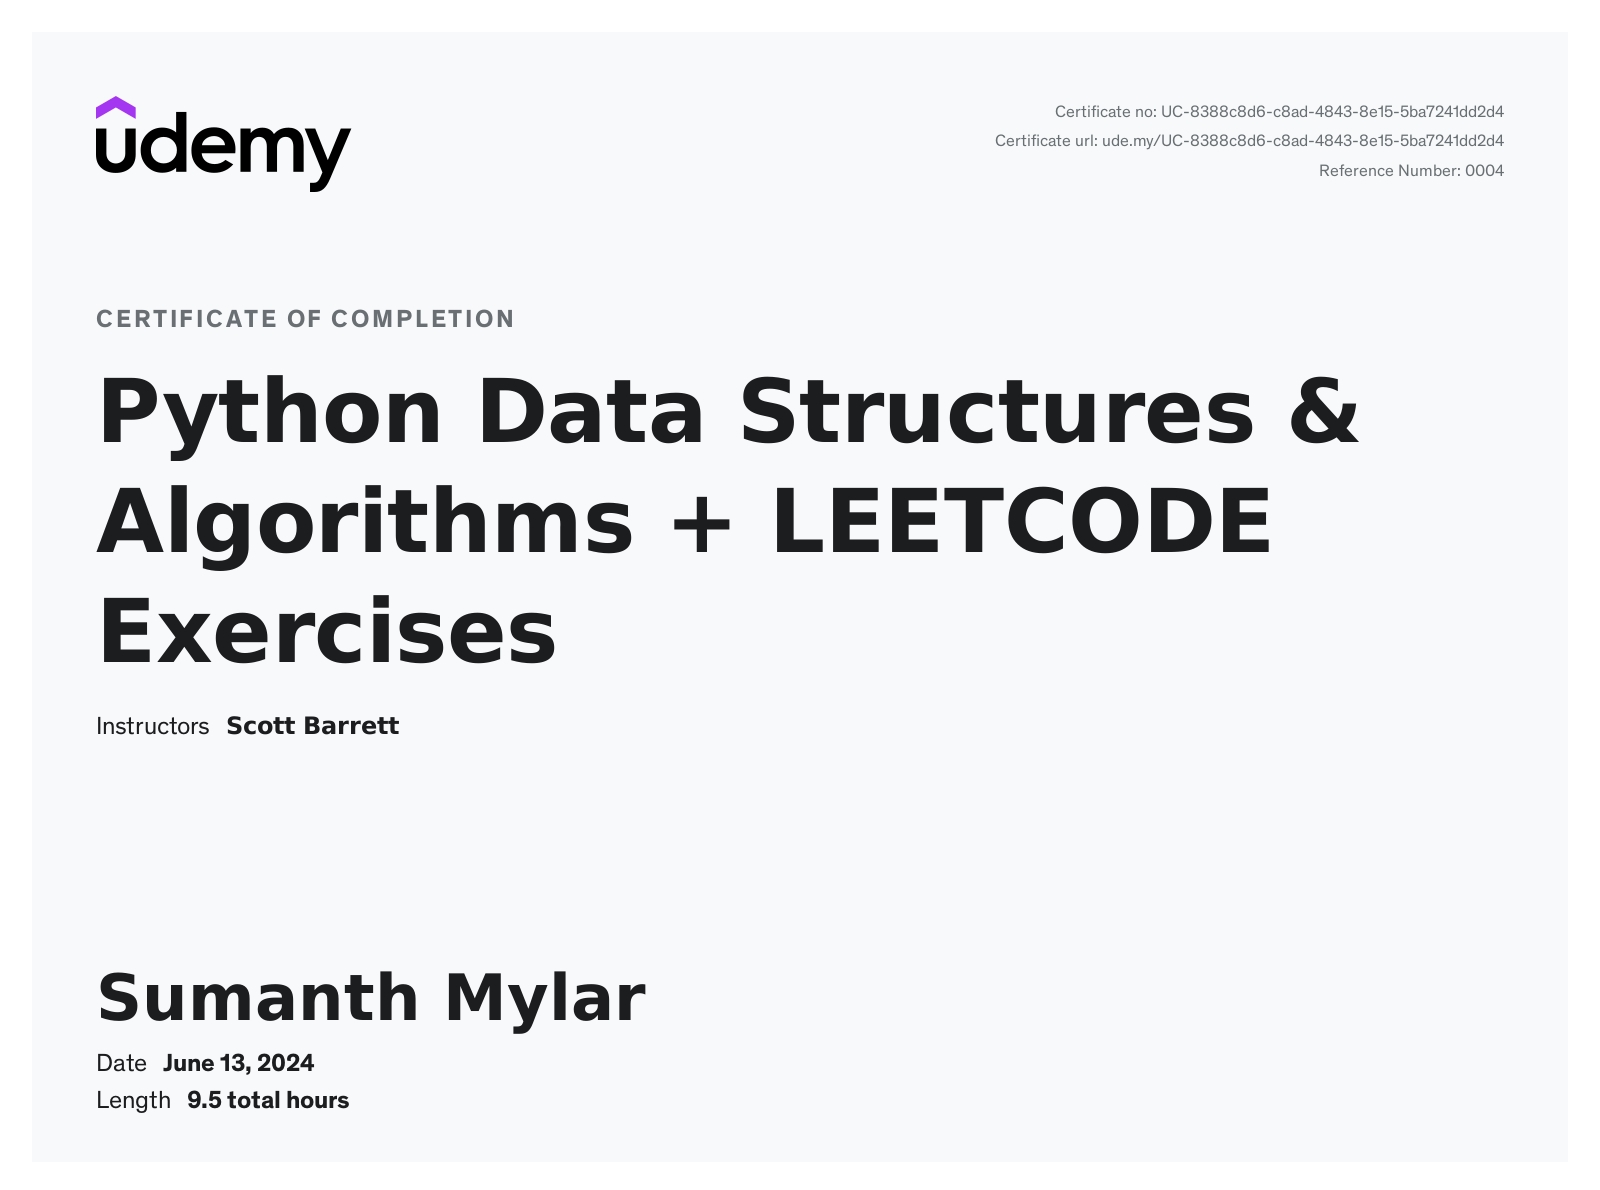 udemy
Certificate no: UC-8388c8d6-c8ad-4843-8e15-5ba7241dd2d4
Certificate url: ude.my/UC-8388c8d6-c8ad-4843-8e15-5ba7241dd2d4
Reference Number: 0004
CERTIFICATE OF COMPLETION
Python Data Structures &
Algorithms + LEETCODE
Exercises
Instructors Scott Barrett
Sumanth Mylar
Date June 13, 2024
Length 9.5 total hours